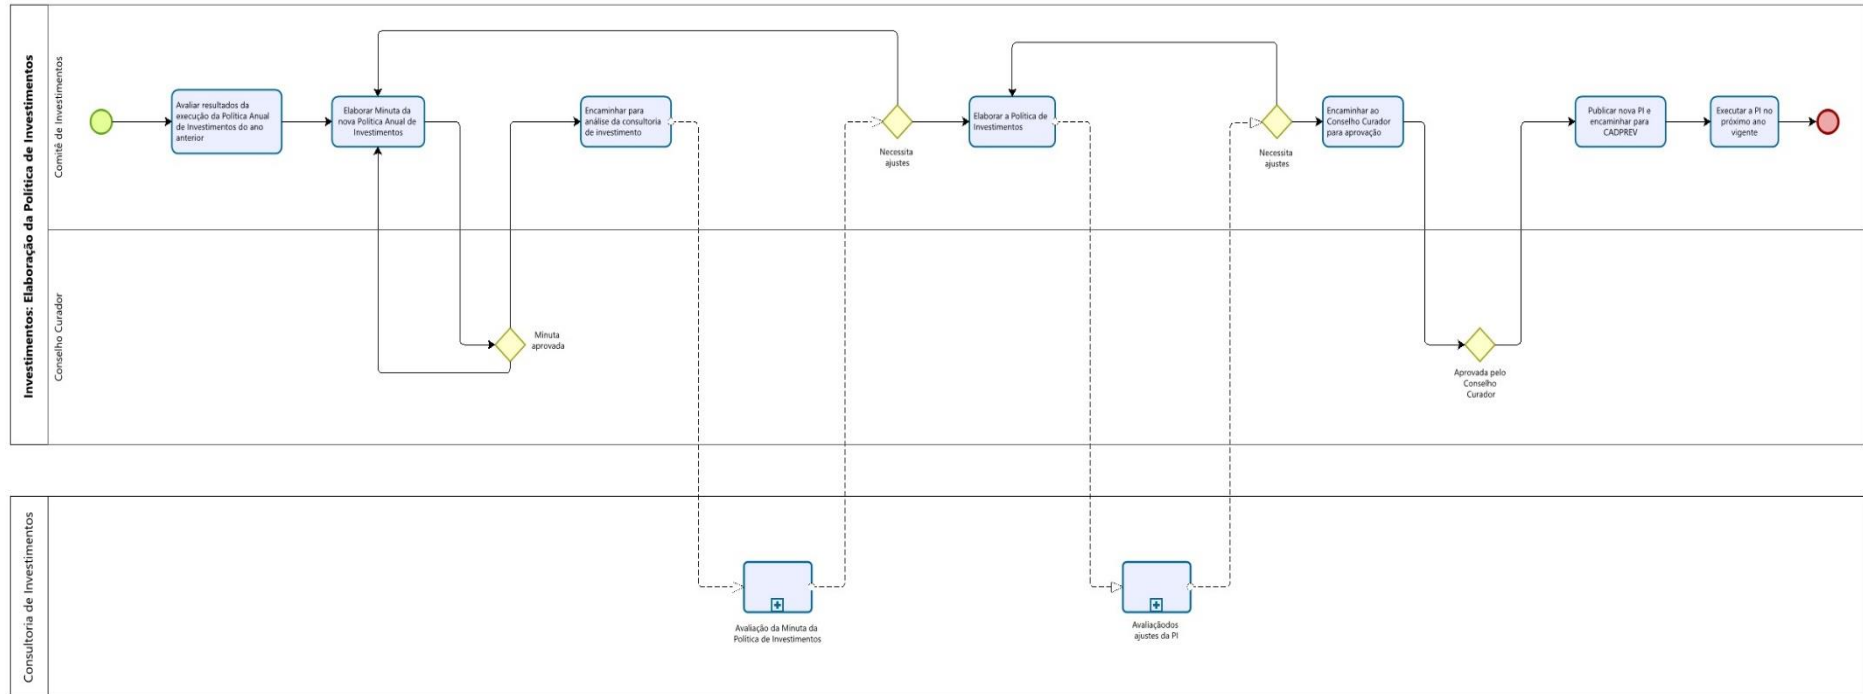 Investimentos: Elaboração da Política de Investimentos
Comitê de Investimentos
Avaliar resultados da
execução da Política Anual
de Investimentos do ano
anterior
Elaborar Minuta da
nova Política Anual de
Investimentos
Encaminhar para
análise da consultoria
de investimento
Necessita
ajustes
Elaborar a Política de
Investimentos
Necessita
ajustes
Encaminhar ao
Conselho Curador
para aprovação
Publicar nova PI e
encaminhar para
CADPREV
Executar a PI no
próximo ano
vigente
Conselho Curador
Minuta
aprovada
Aprovada pelo
Conselho
Curador
Consultoria de Investimentos
Avaliação da Minuta da
Política de Investimentos
Avaliaçãodos
ajustes da PI